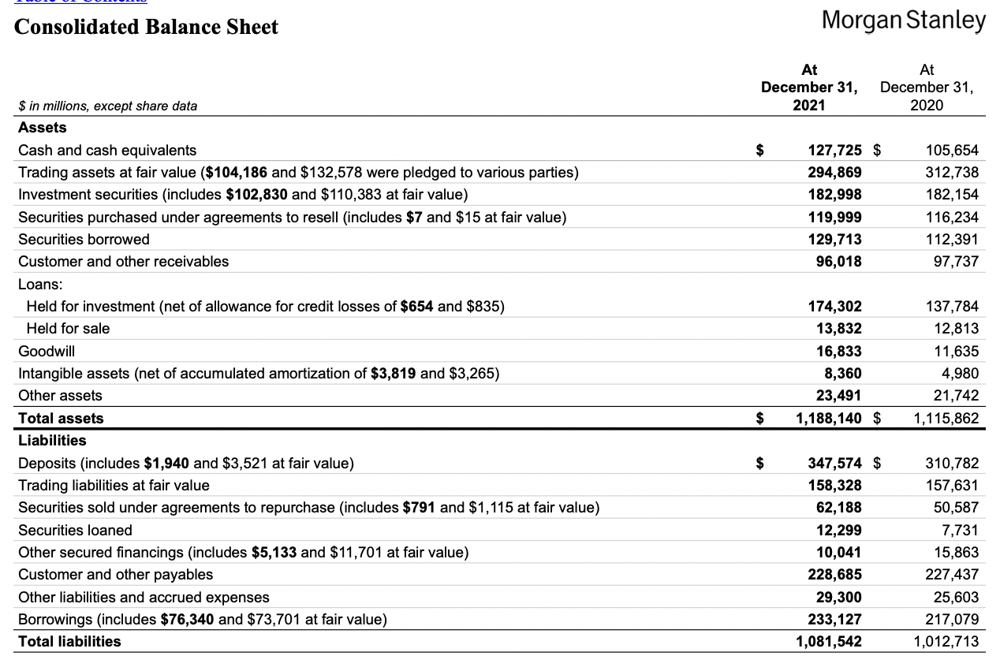 Table of Contents
Consolidated Balance Sheet
Morgan Stanley
At
December 31,
2021
At
December 31,
2020
$ in millions, except share data
Assets
Cash and cash equivalents $ 127,725 $ 105,654
Trading assets at fair value ($104,186 and $132,578 were pledged to various parties) 294,869 312,738
Investment securities (includes $102,830 and $110,383 at fair value) 182,998 182,154
Securities purchased under agreements to resell (includes $7 and $15 at fair value) 119,999 116,234
Securities borrowed 129,713 112,391
Customer and other receivables 96,018 97,737
Loans:
Held for investment (net of allowance for credit losses of $654 and $835) 174,302 137,784
Held for sale 13,832 12,813
Goodwill 16,833 11,635
Intangible assets (net of accumulated amortization of $3,819 and $3,265) 8,360 4,980
Other assets 23,491 21,742
Total assets $ 1,188,140 $ 1,115,862
Liabilities
Deposits (includes $1,940 and $3,521 at fair value) $ 347,574 $ 310,782
Trading liabilities at fair value 158,328 157,631
Securities sold under agreements to repurchase (includes $791 and $1,115 at fair value) 62,188 50,587
Securities loaned 12,299 7,731
Other secured financings (includes $5,133 and $11,701 at fair value) 10,041 15,863
Customer and other payables 228,685 227,437
Other liabilities and accrued expenses 29,300 25,603
Borrowings (includes $76,340 and $73,701 at fair value) 233,127 217,079
Total liabilities 1,081,542 1,012,713